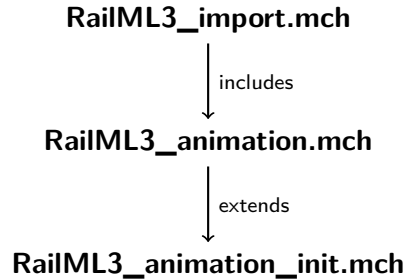 RailML3_import.mch
includes
RailML3_animation.mch
extends
RailML3_animation_init.mch